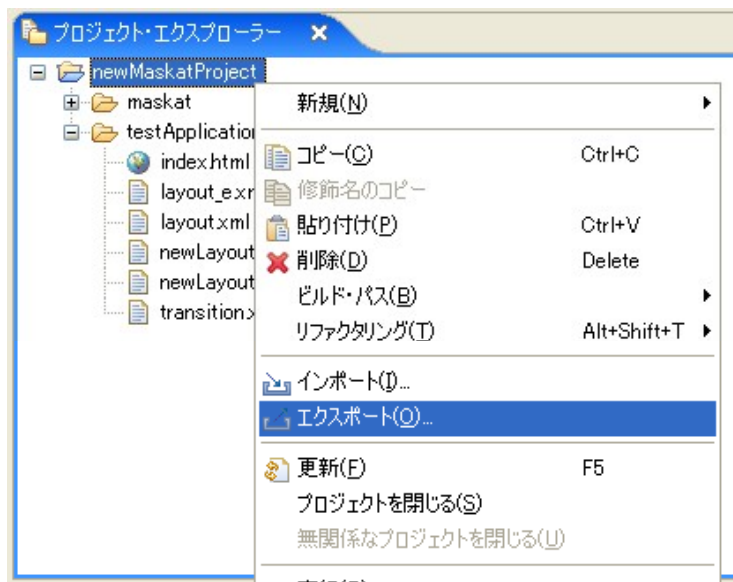 プロジェクト・エクスプローラー
newMaskatProject
maskat
testApplication
index.html
layout_e.xm
layout.xml
newLayout
newLayout
transition.x
新規(N)
コピー(C) Ctrl+C
修飾名のコピー
貼り付け(P) Ctrl+V
削除(D) Delete
ビルド・パス(B)
リファクタリング(T) Alt+Shift+T
インポート(I)...
エクスポート(O)...
更新(F) F5
プロジェクトを閉じる(S)
無関係なプロジェクトを閉じる(U)